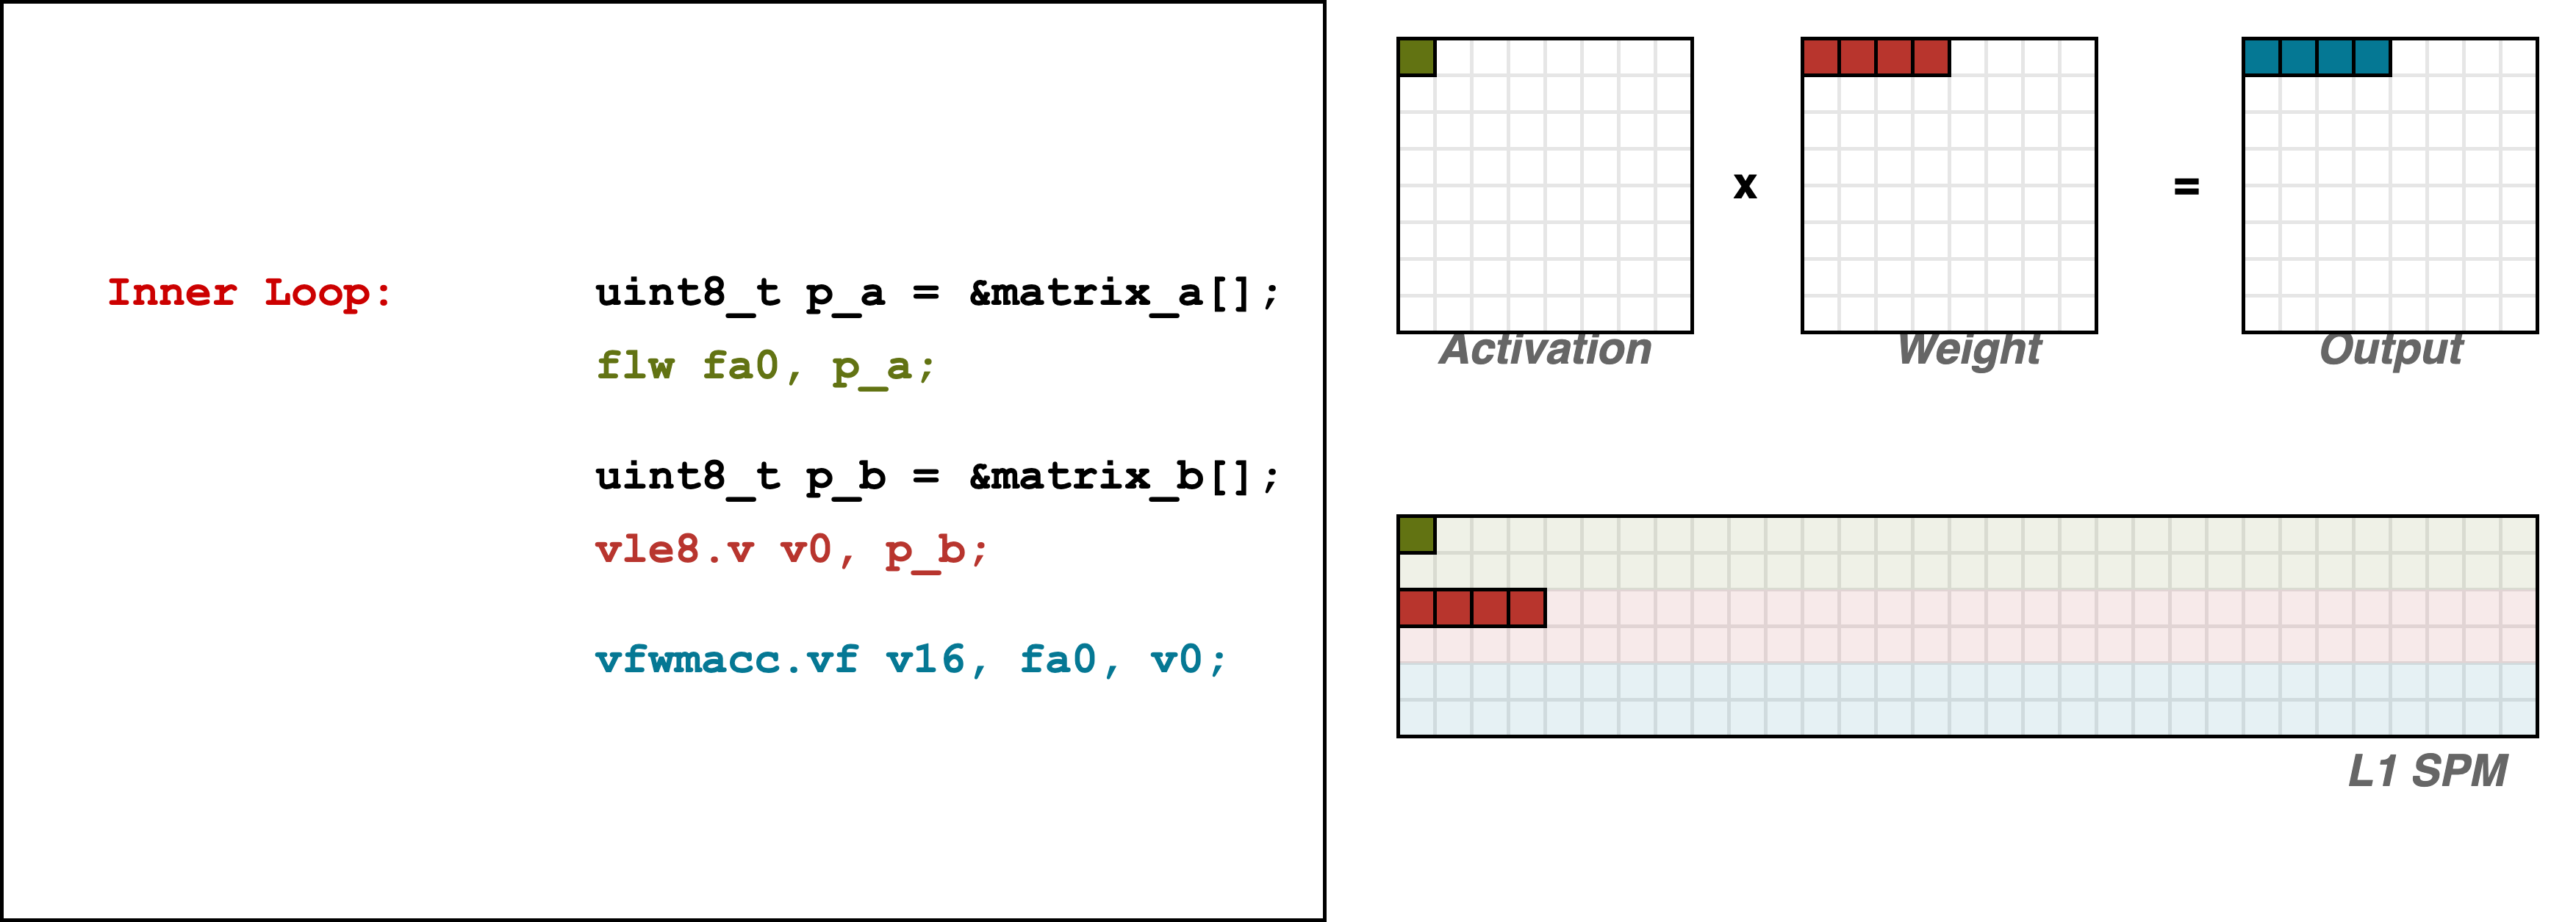 Inner Loop: uint8_t p_a = &matrix_a[];
flw fa0, p_a;
uint8_t p_b = &matrix_b[];
vle8.v v0, p_b;
vfwmacc.vf v16, fa0, v0;
x =
Activation Weight Output
L1 SPM